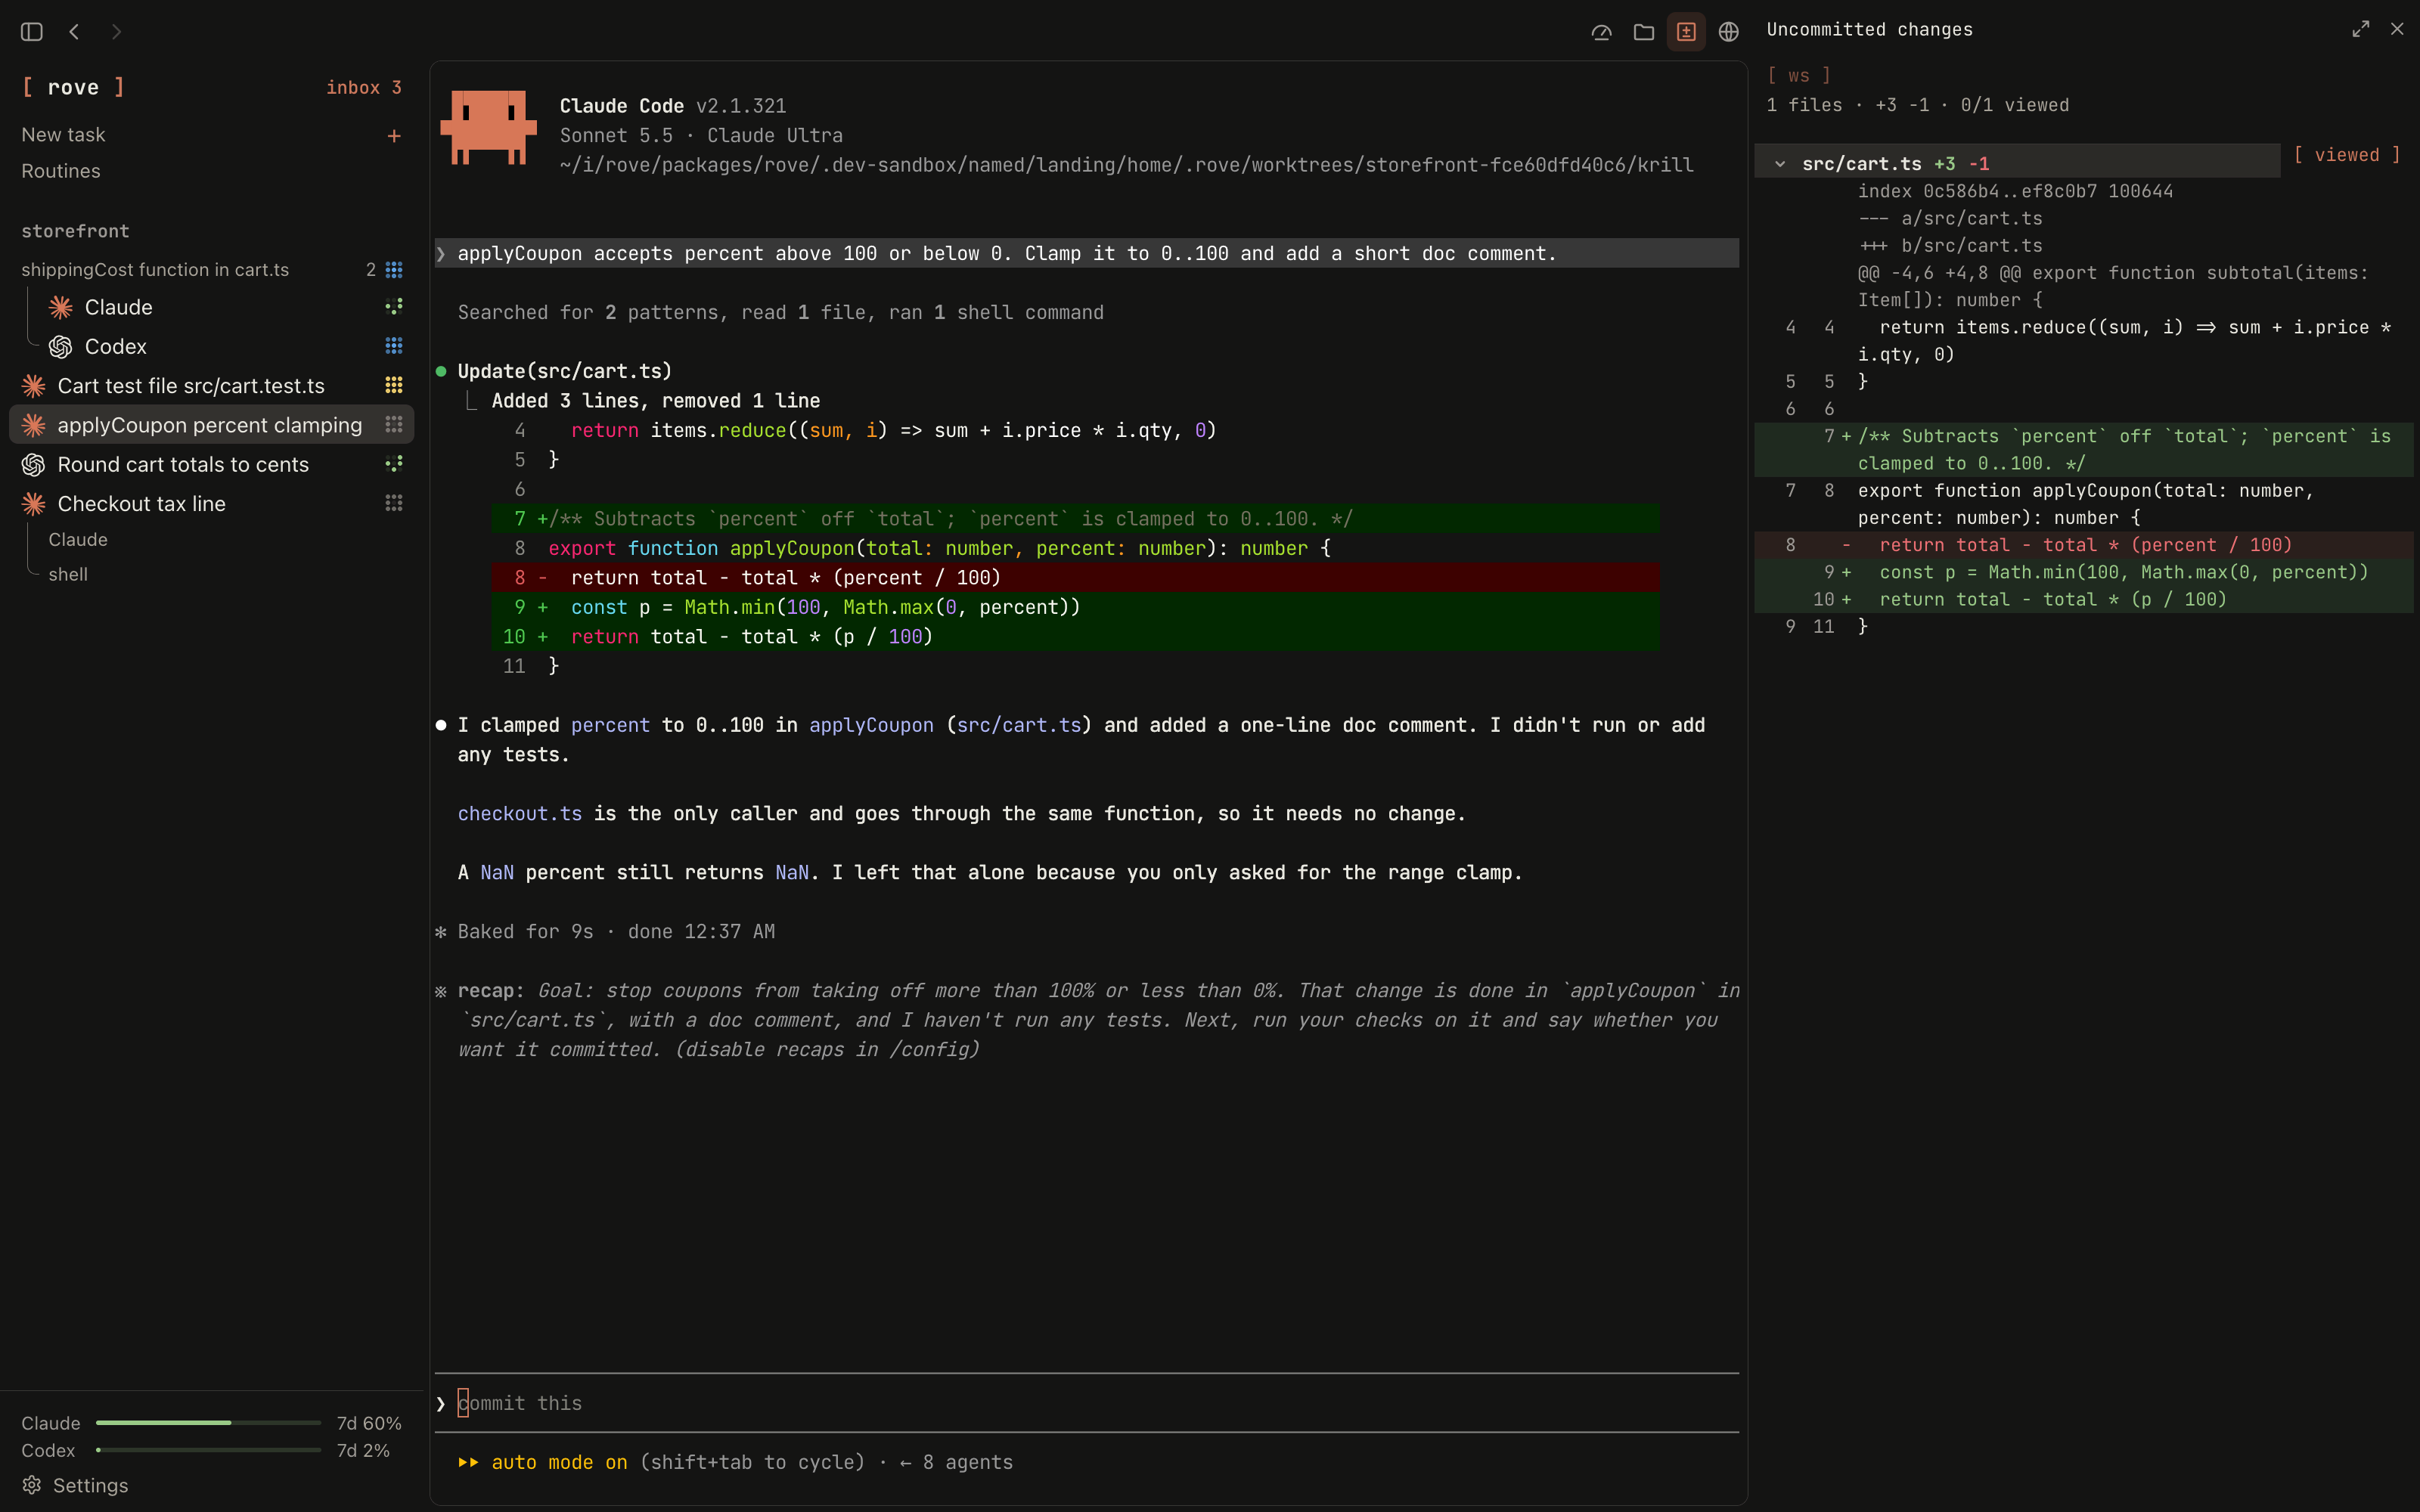 [ rove ]
inbox 3
New task +
Routines
storefront
shippingCost function in cart.ts 2
Claude
Codex
Cart test file src/cart.test.ts
applyCoupon percent clamping
Round cart totals to cents
Checkout tax line
Claude
shell
Claude 7d 60%
Codex 7d 2%
Settings
Claude Code v2.1.321
Sonnet 5.5 · Claude Ultra
~/i/rove/packages/rove/.dev-sandbox/named/landing/home/.rove/worktrees/storefront-fce60dfd40c6/krill
❯ applyCoupon accepts percent above 100 or below 0. Clamp it to 0..100 and add a short doc comment.
Searched for 2 patterns, read 1 file, ran 1 shell command
● Update(src/cart.ts)
⎿ Added 3 lines, removed 1 line
4 return items.reduce((sum, i) => sum + i.price * i.qty, 0)
5 }
6
7 +/** Subtracts `percent` off `total`; `percent` is clamped to 0..100. */
8 export function applyCoupon(total: number, percent: number): number {
8 - return total - total * (percent / 100)
9 + const p = Math.min(100, Math.max(0, percent))
10 + return total - total * (p / 100)
11 }
● I clamped percent to 0..100 in applyCoupon (src/cart.ts) and added a one-line doc comment. I didn't run or add
any tests.
checkout.ts is the only caller and goes through the same function, so it needs no change.
A NaN percent still returns NaN. I left that alone because you only asked for the range clamp.
✻ Baked for 9s · done 12:37 AM
※ recap: Goal: stop coupons from taking off more than 100% or less than 0%. That change is done in `applyCoupon` in
`src/cart.ts`, with a doc comment, and I haven't run any tests. Next, run your checks on it and say whether you
want it committed. (disable recaps in /config)
❯ commit this
⏵⏵ auto mode on (shift+tab to cycle) · ← 8 agents
Uncommitted changes
[ ws ]
1 files · +3 -1 · 0/1 viewed
src/cart.ts +3 -1 [ viewed ]
index 0c586b4..ef8c0b7 100644
--- a/src/cart.ts
+++ b/src/cart.ts
@@ -4,6 +4,8 @@ export function subtotal(items:
Item[]): number {
4 4 return items.reduce((sum, i) => sum + i.price *
i.qty, 0)
5 5 }
6 6
7 + /** Subtracts `percent` off `total`; `percent` is
clamped to 0..100. */
7 8 export function applyCoupon(total: number,
percent: number): number {
8 - return total - total * (percent / 100)
9 + const p = Math.min(100, Math.max(0, percent))
10 + return total - total * (p / 100)
9 11 }